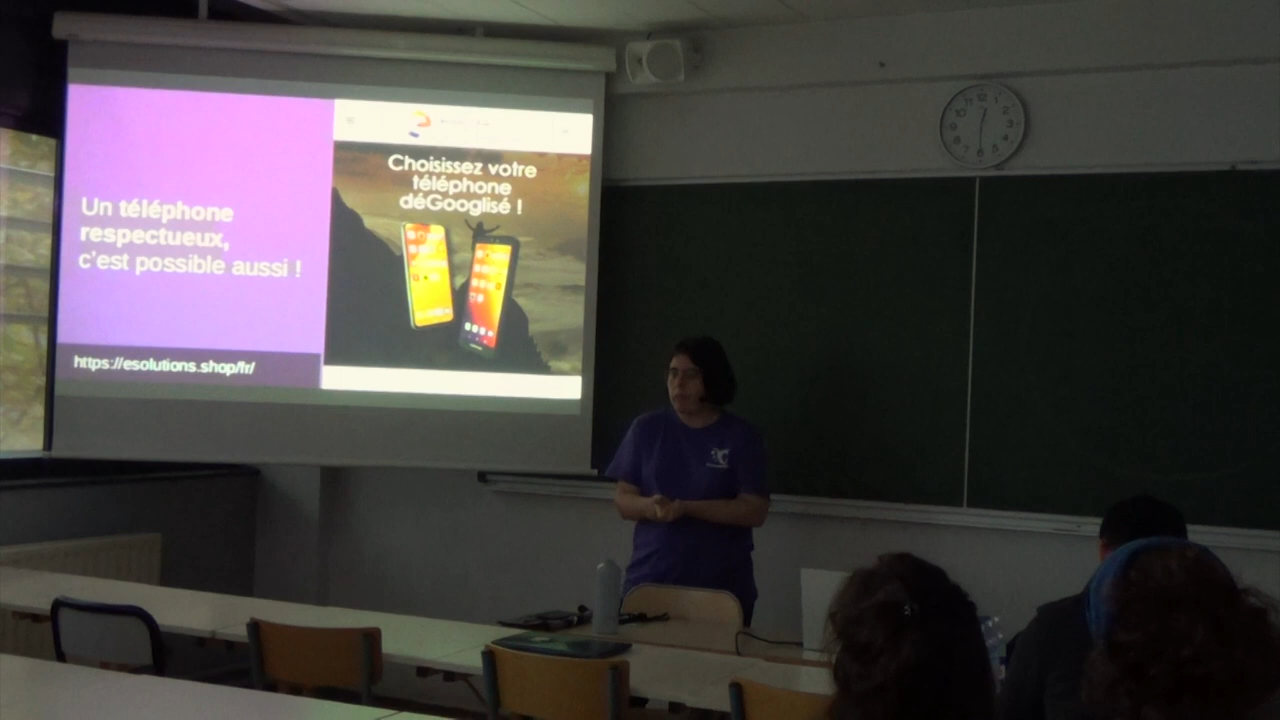 Un téléphone
respectueux,
c'est possible aussi !
https://esolutions.shop/fr/
Choisissez votre
téléphone
déGooglisé !